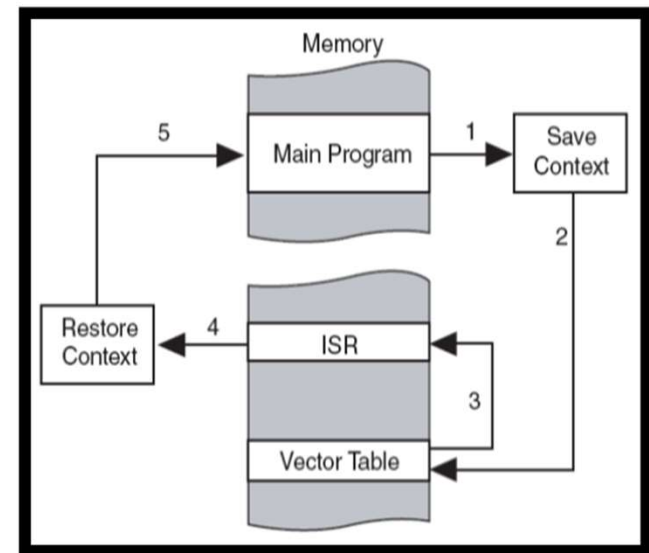 Memory
5
Main Program
1
Save
Context
2
Restore
Context
4
ISR
3
Vector Table